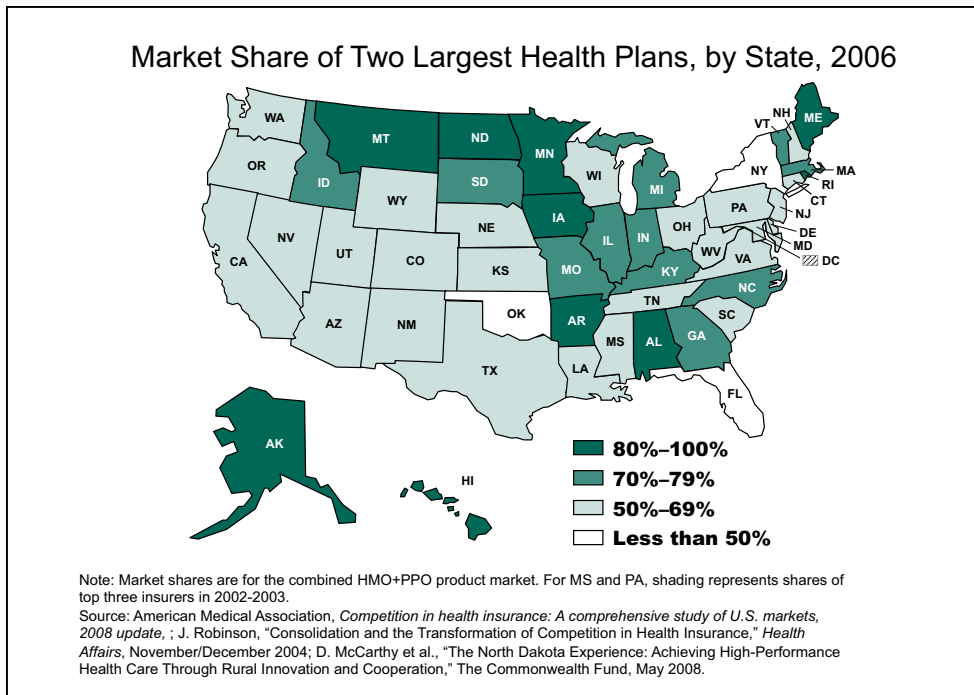 Market Share of Two Largest Health Plans, by State, 2006
WA
MT
ND
MN
ME
NH
VT
OR
ID
SD
WI
MI
NY
MA
RI
CT
WY
IA
NE
PA
NJ
OH
DE
MD
IL
IN
NV
UT
CO
WV
VA
DC
CA
KS
MO
KY
NC
TN
AZ
NM
OK
AR
SC
MS
AL
GA
TX
LA
FL
AK
HI
80%–100%
70%–79%
50%–69%
Less than 50%
Note: Market shares are for the combined HMO+PPO product market. For MS and PA, shading represents shares of
top three insurers in 2002-2003.
Source: American Medical Association, Competition in health insurance: A comprehensive study of U.S. markets,
2008 update, ; J. Robinson, “Consolidation and the Transformation of Competition in Health Insurance,” Health
Affairs, November/December 2004; D. McCarthy et al., “The North Dakota Experience: Achieving High-Performance
Health Care Through Rural Innovation and Cooperation,” The Commonwealth Fund, May 2008.